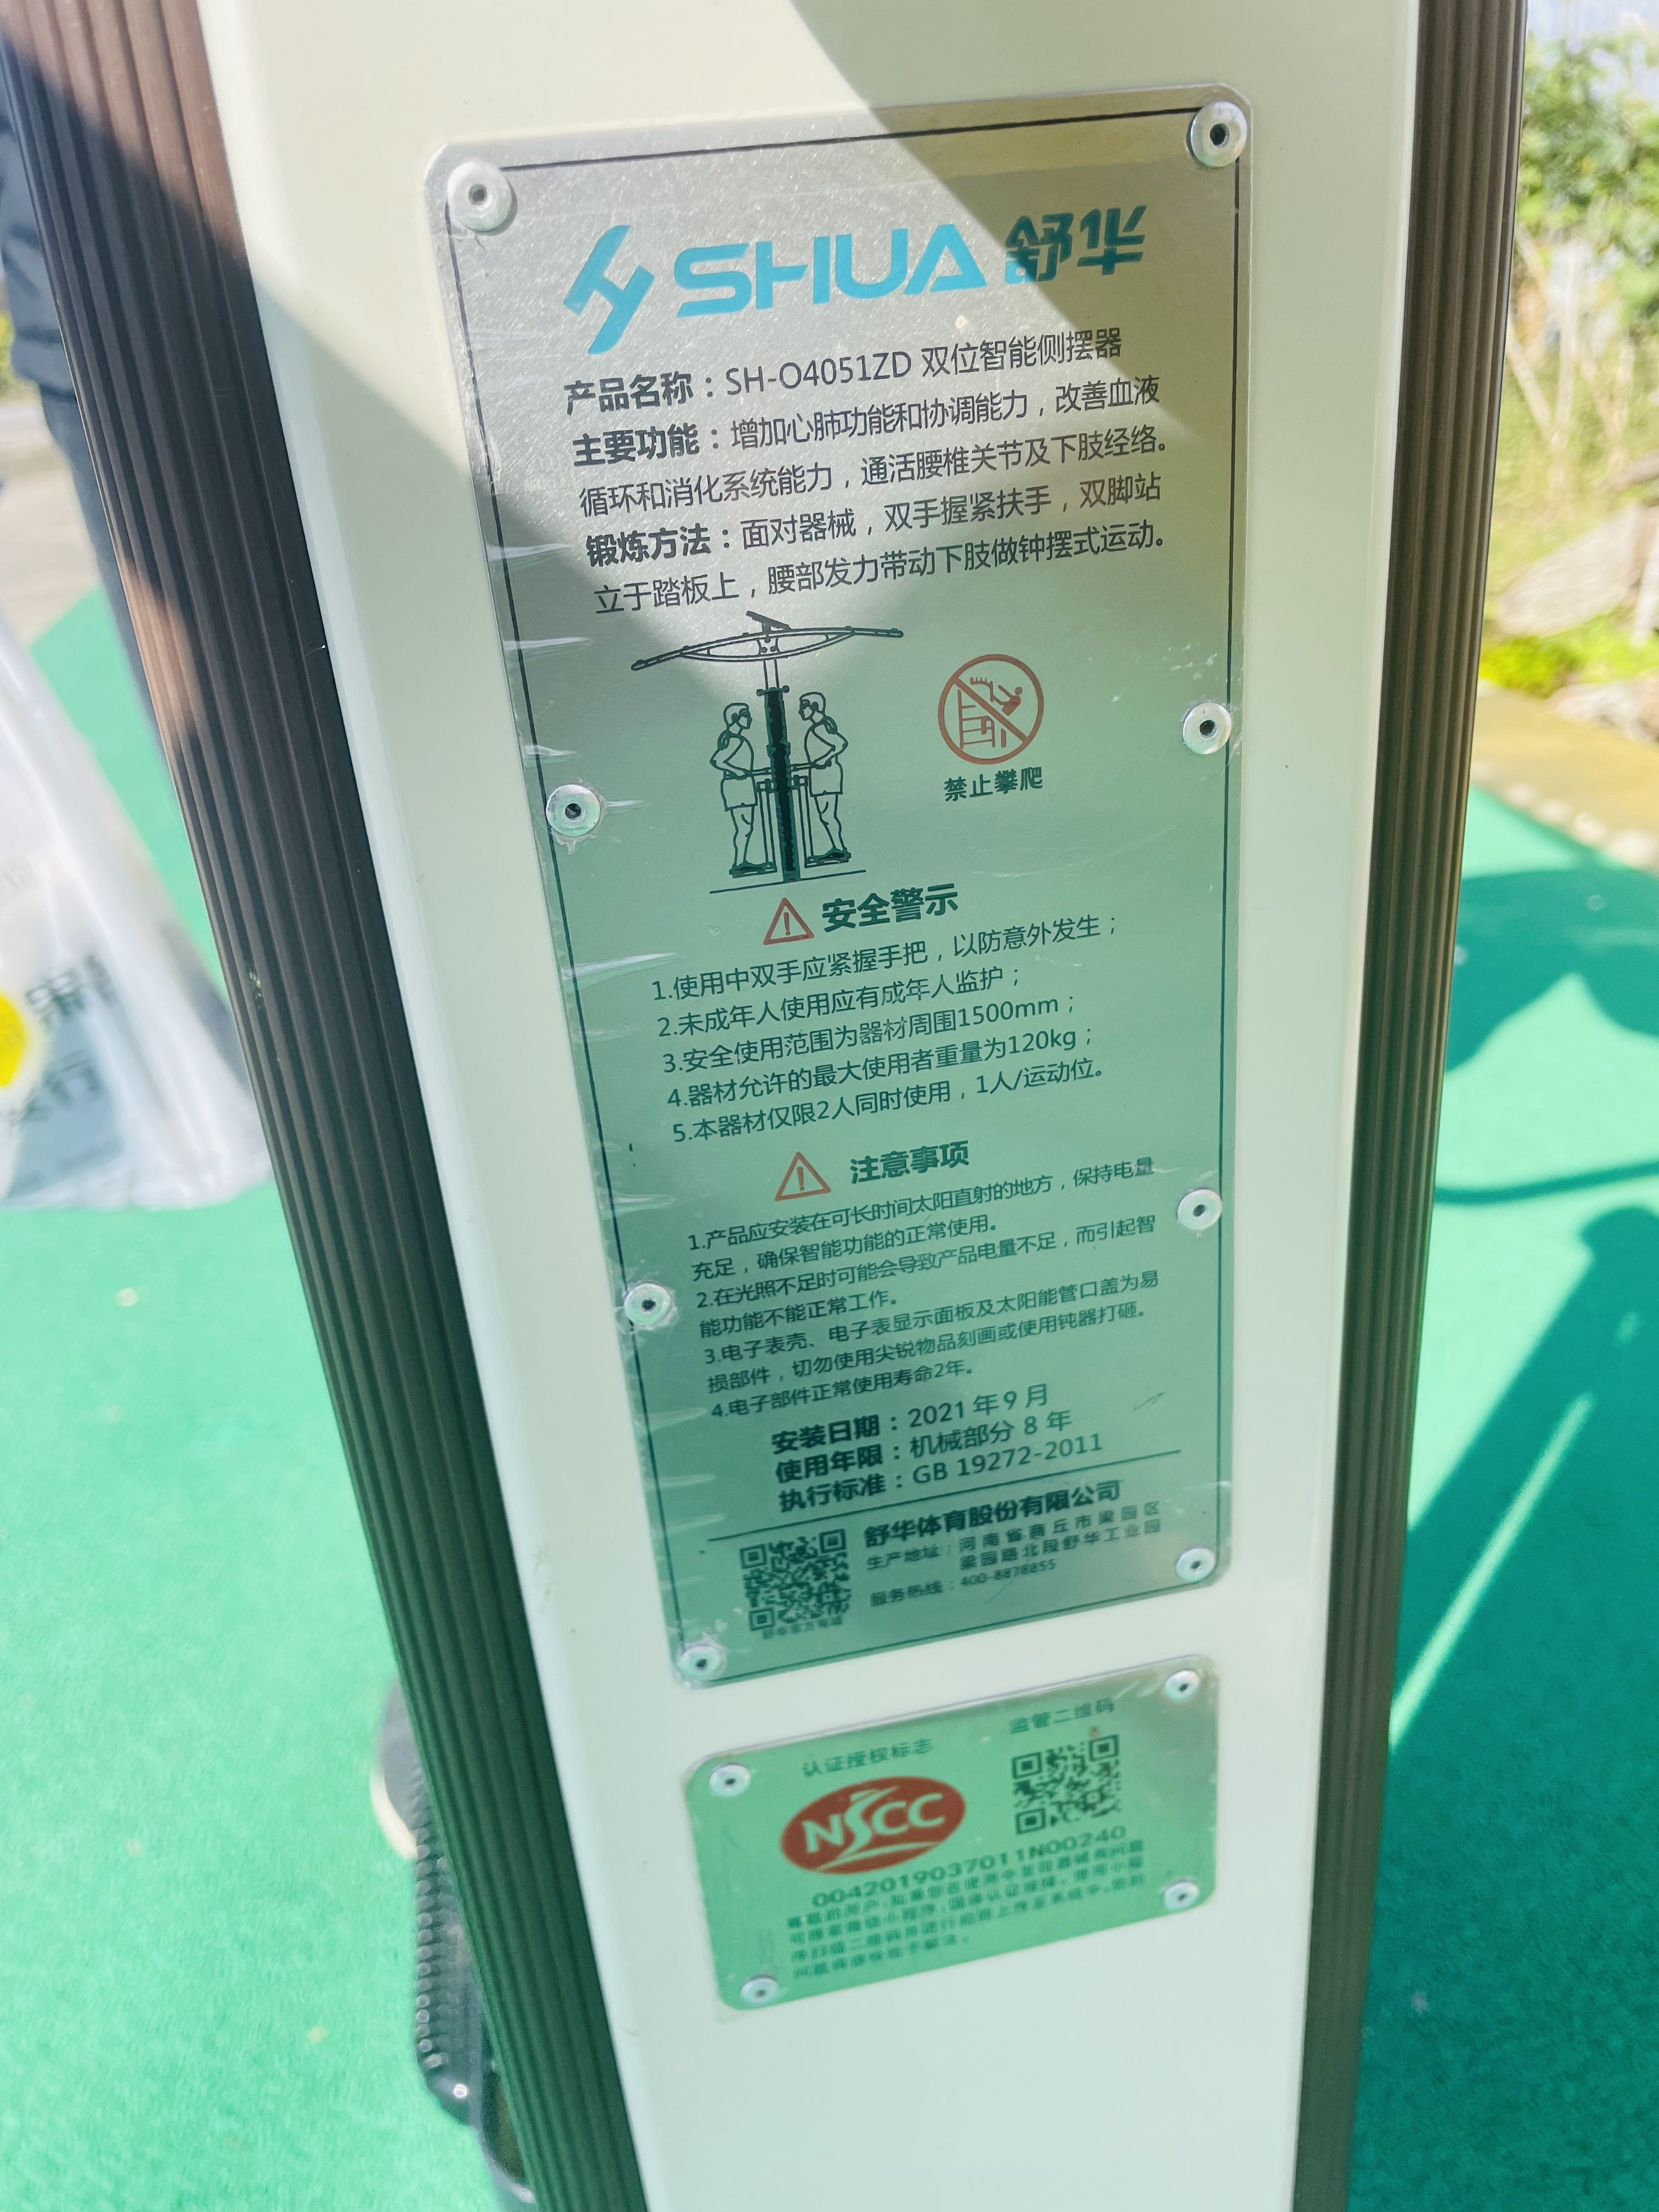 SHUA 舒华
产品名称：SH-O4051ZD 双位智能侧摆器
主要功能：增加心肺功能和协调能力，改善血液
循环和消化系统能力，通活腰椎关节及下肢经络。
锻炼方法：面对器械，双手握紧扶手，双脚站
立于踏板上，腰部发力带动下肢做钟摆式运动。
禁止攀爬
安全警示
1.使用中双手应紧握手把，以防意外发生；
2.未成年人使用应有成年人监护；
3.安全使用范围为器材周围1500mm；
4.器材允许的最大使用者重量为120kg；
5.本器材仅限2人同时使用，1人/运动位。
注意事项
1.产品应安装在可长时间太阳直射的地方，保持电量
充足，确保智能功能的正常使用。
2.在光照不足时可能会导致产品电量不足，而引起智
能功能不能正常工作。
3.电子表壳、电子表显示面板及太阳能管口盖为易
损部件，切勿使用尖锐物品刻画或使用钝器打砸。
4.电子部件正常使用寿命2年。
安装日期：2021 年 9 月
使用年限：机械部分 8 年
执行标准：GB 19272-2011
舒华体育股份有限公司
生产地址：河南省商丘市梁园区
梁园路北段舒华工业园
服务热线：400-8878855
舒华官方商城
认证授权标志
监管二维码
NSCC
0042019037011N00240